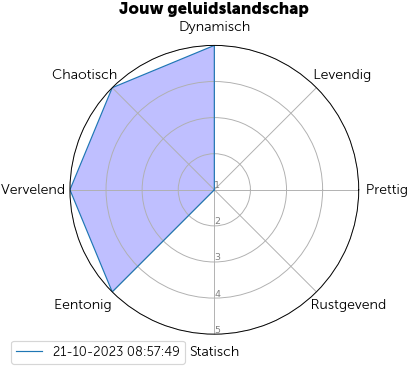 Jouw geluidslandschap
Dynamisch
Chaotisch
Levendig
Vervelend
Prettig
1
2
3
4
5
Eentonig
Rustgevend
Statisch
21-10-2023 08:57:49